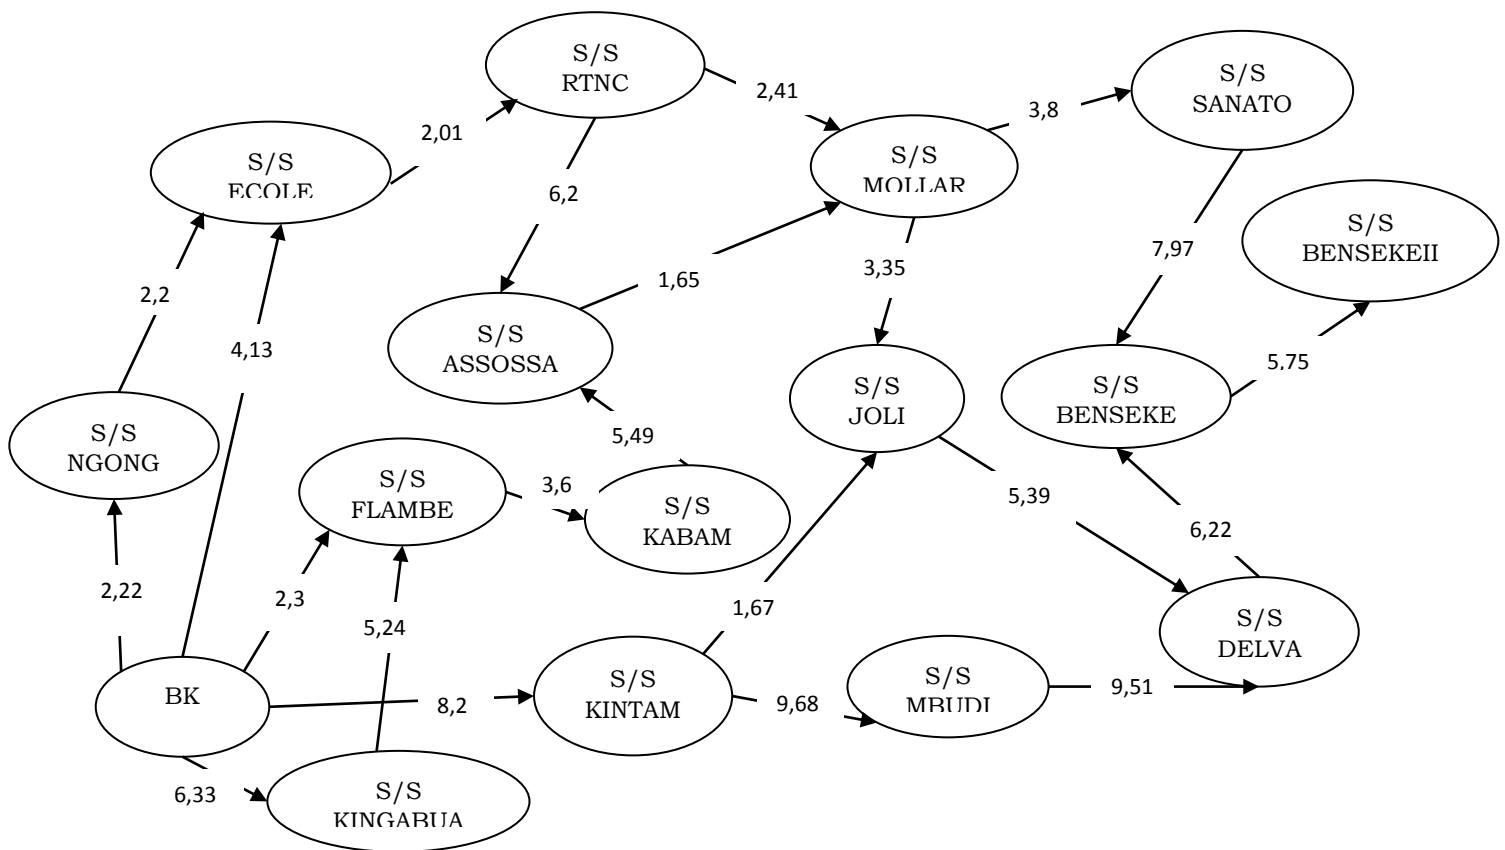 S/S
RTNC
2,41
3,8
S/S
SANATO
2,01
S/S
ECOLE
S/S
MOLLAR
6,2
S/S
BENSEKEII
7,97
3,35
1,65
2,2
4,13
S/S
ASSOSSA
5,75
S/S
JOLI
S/S
BENSEKE
S/S
NGONG
5,49
S/S
FLAMBE
3,6
S/S
KABAM
5,39
6,22
2,22
2,3
5,24
1,67
S/S
DELVA
BK
8,2
S/S
KINTAM
9,68
S/S
MBUDI
9,51
6,33
S/S
KINGABUA